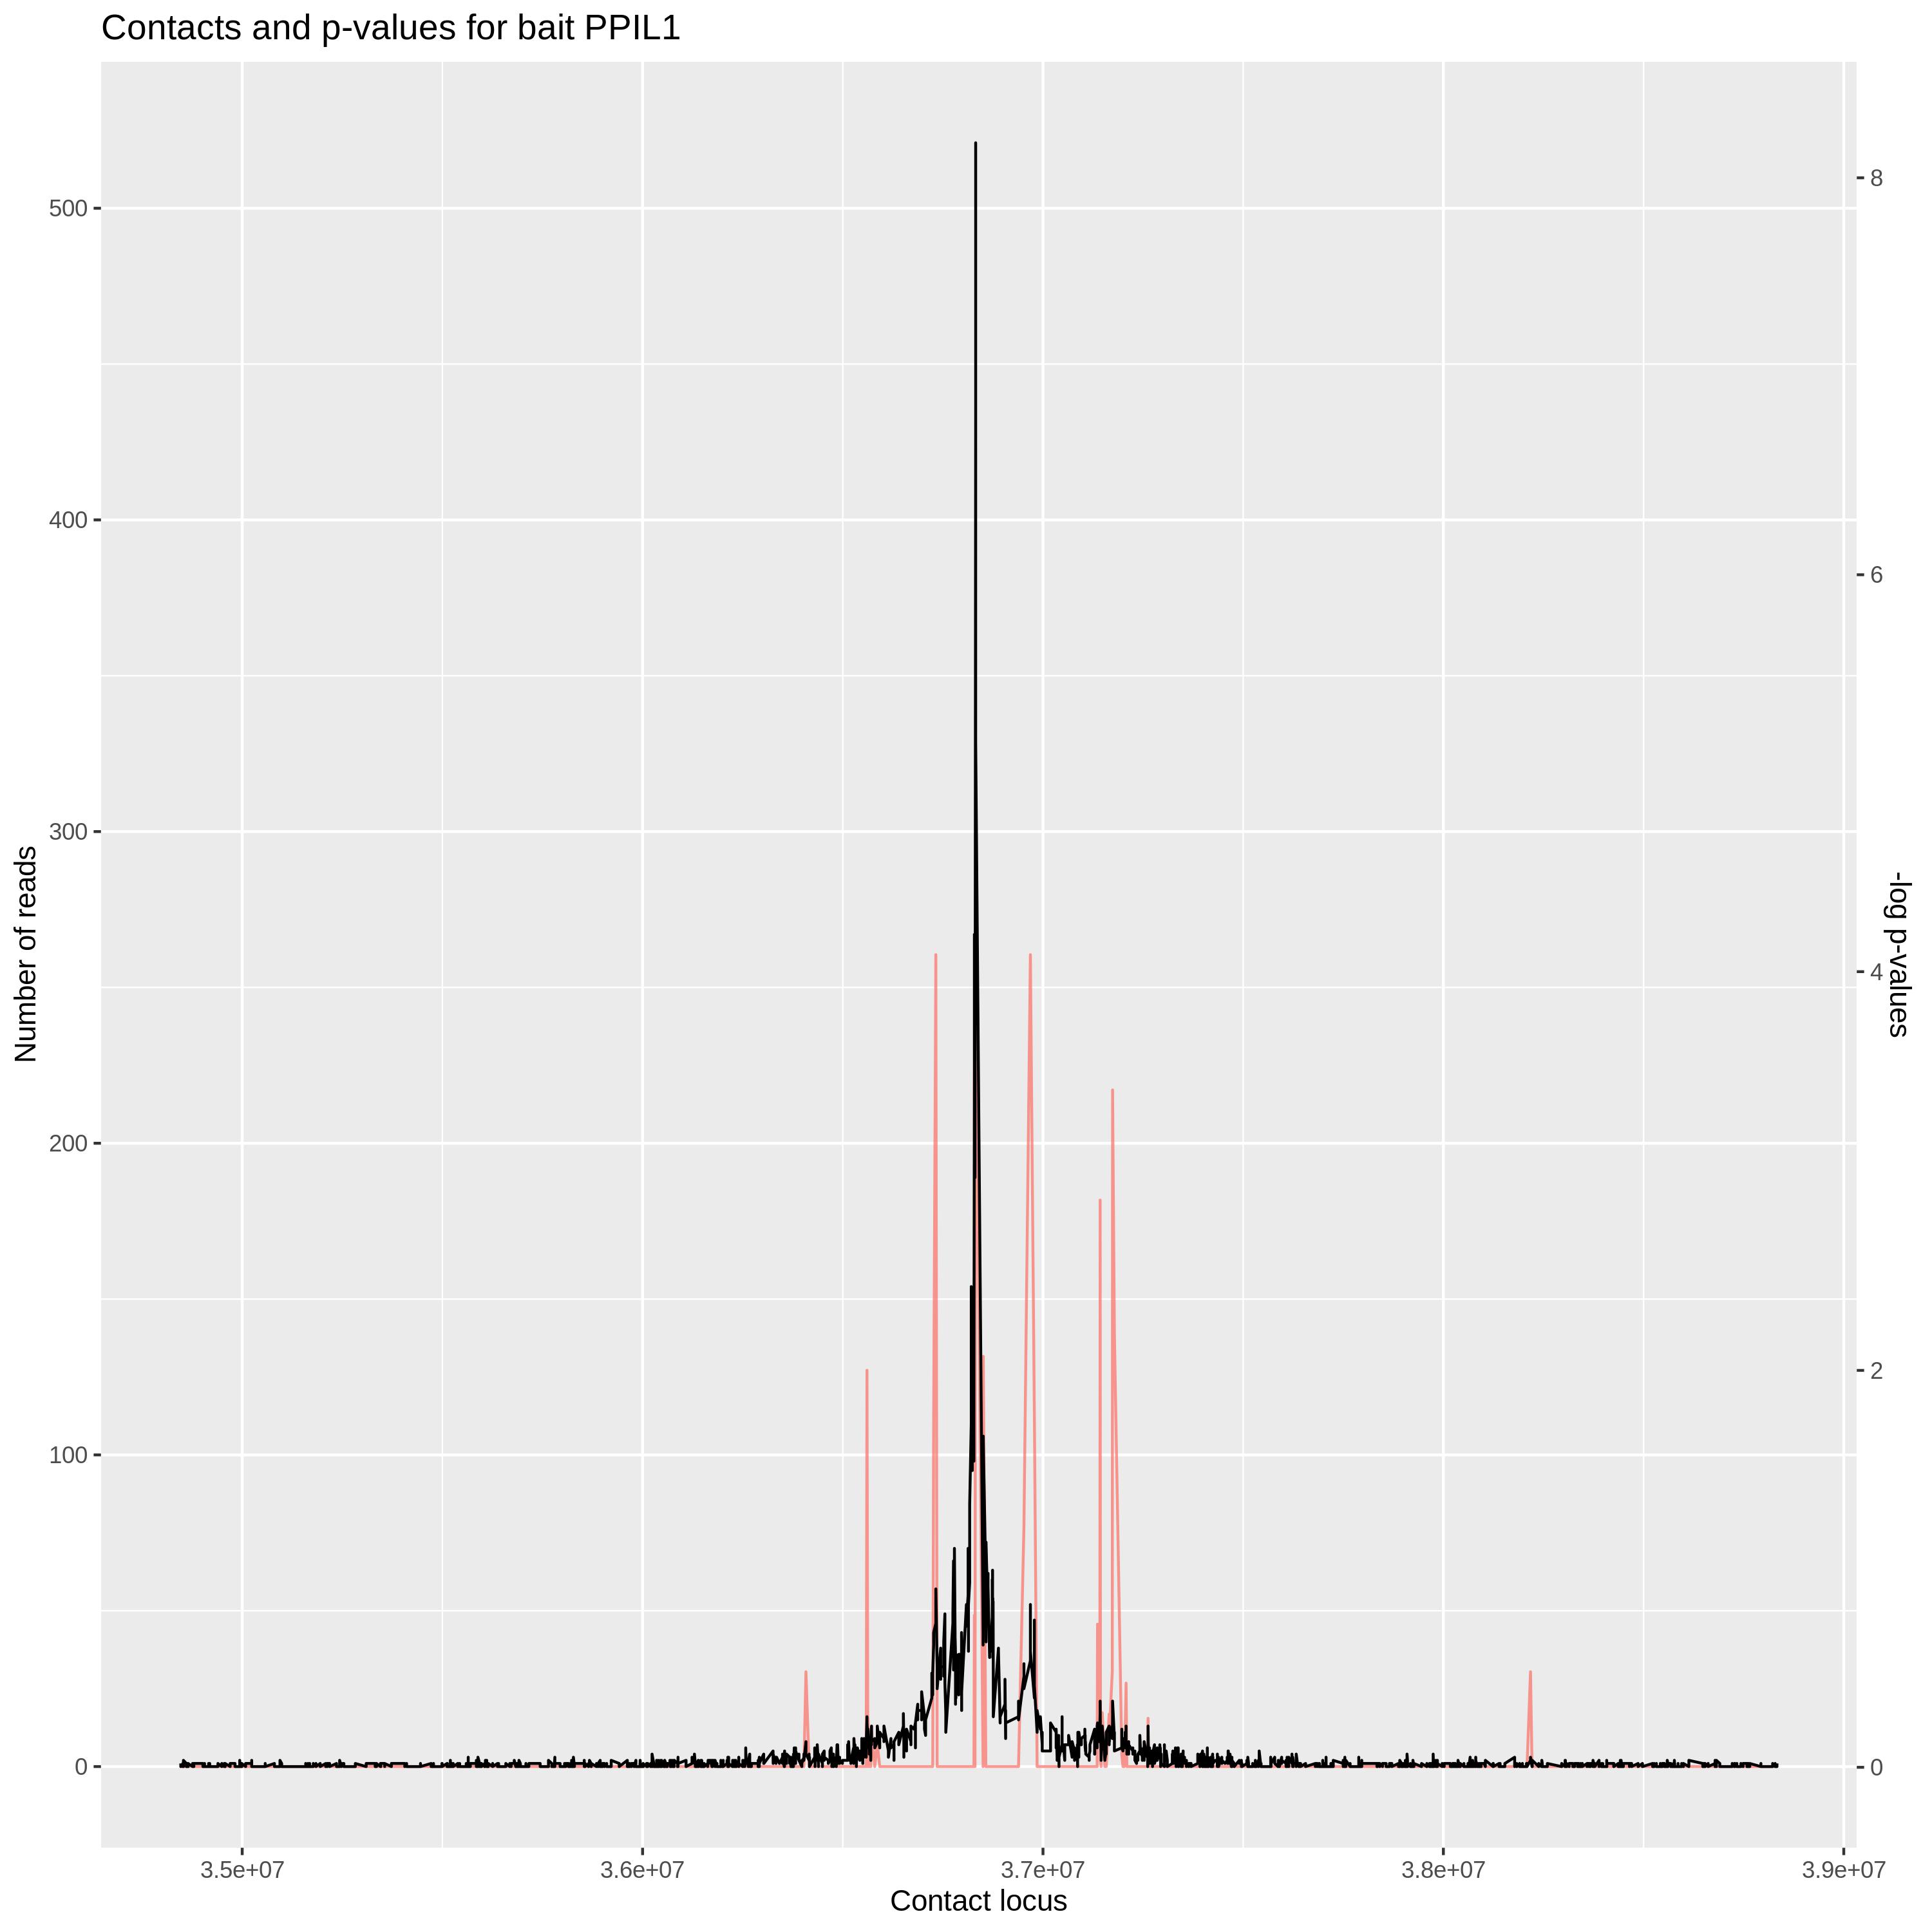 Contacts and p-values for bait PPIL1
500
400
300
200
100
0
Number of reads
8
6
4
2
0
-log p-values
3.5e+07
3.6e+07
3.7e+07
3.8e+07
3.9e+07
Contact locus